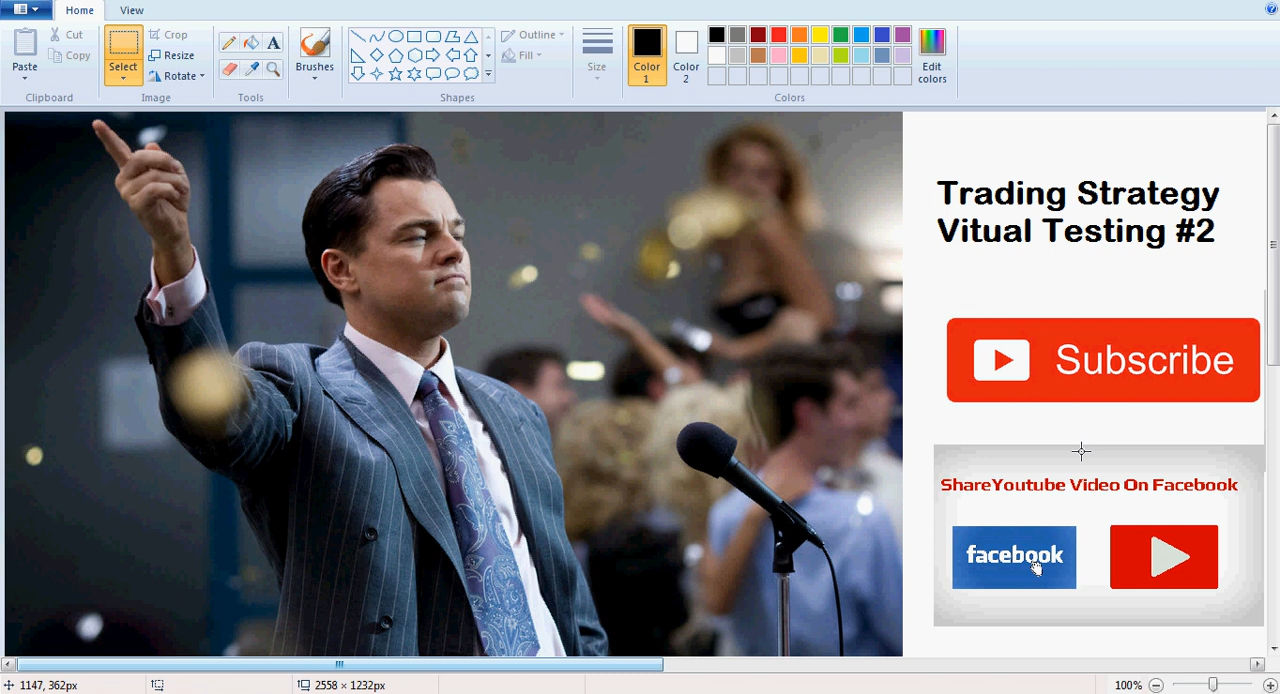 Home
View
Cut
Copy
Paste
Clipboard
Crop
Resize
Rotate
Select
Image
Tools
Brushes
Outline
Fill
Shapes
Size
Color
1
Color
2
Edit
colors
Colors
Trading Strategy
Vitual Testing #2
Subscribe
ShareYoutube Video On Facebook
facebook
1147, 362px
2558 × 1232px
100%